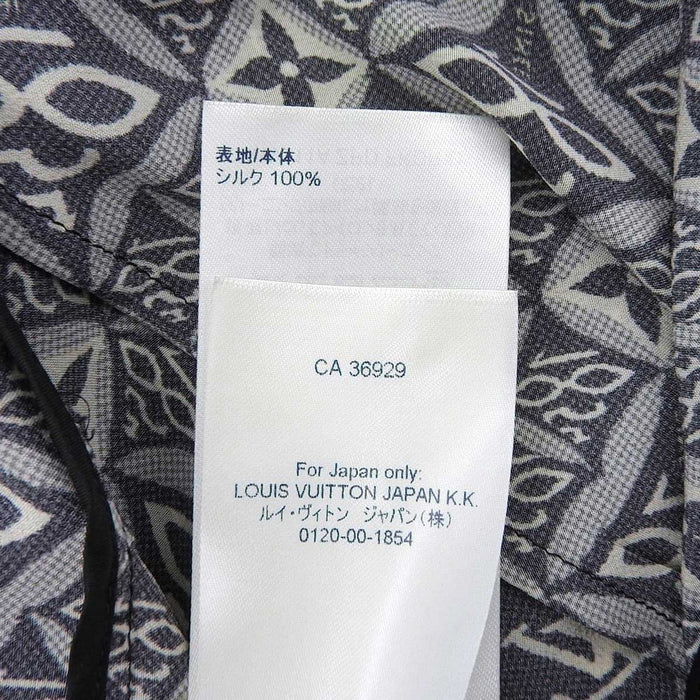 表地/本体
シルク 100%
CA 36929
For Japan only:
LOUIS VUITTON JAPAN K.K.
ルイ・ヴィトン ジャパン(株)
0120-00-1854